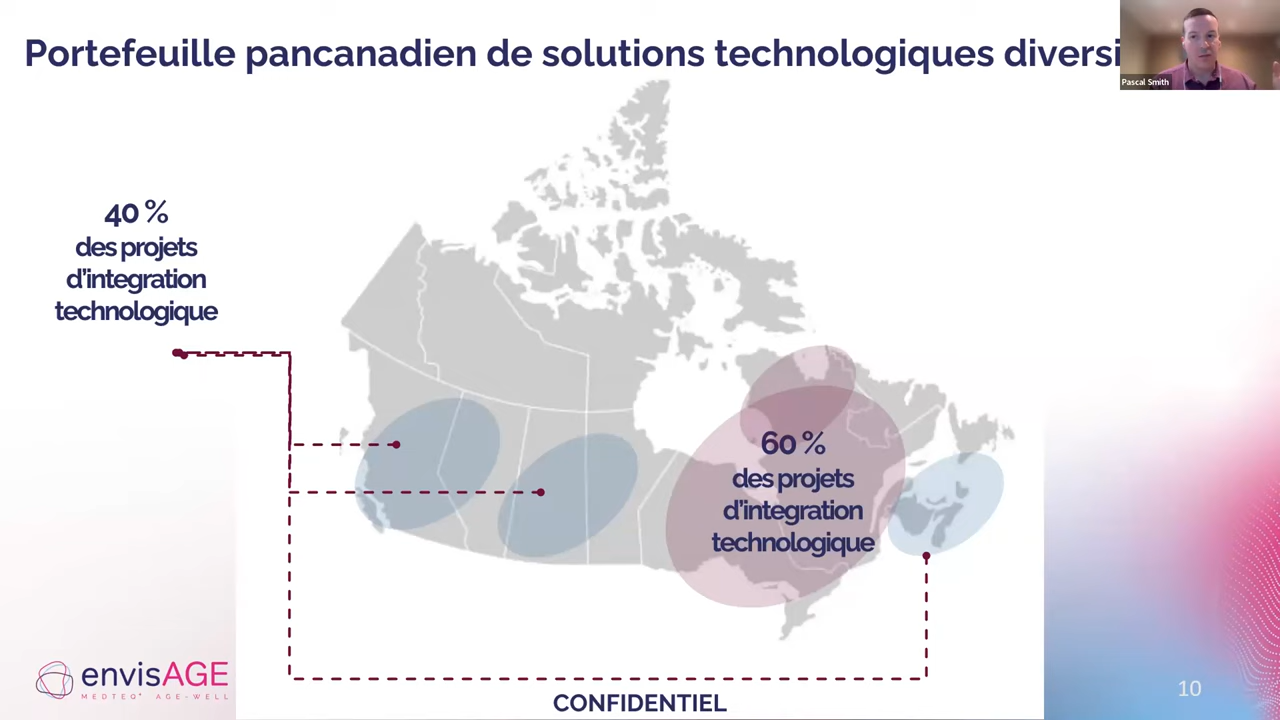 Portefeuille pancanadien de solutions technologiques diversi
Pascal Smith
40 %
des projets
d'integration
technologique
60 %
des projets
d'integration
technologique
envisAGE
MEDTEQ+ AGE-WELL
CONFIDENTIEL
10